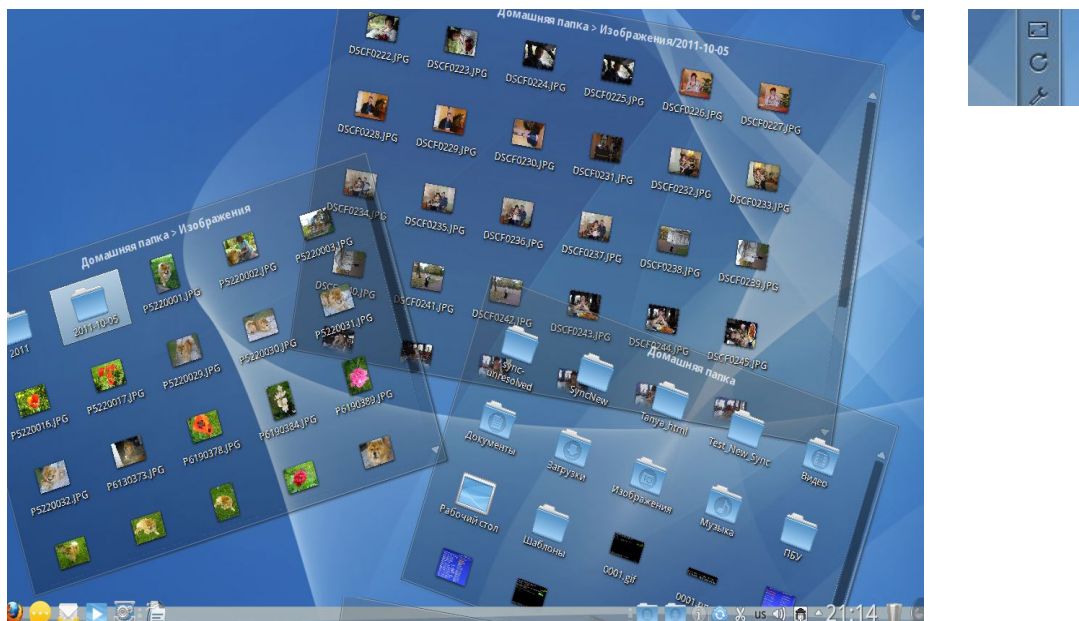 Домашняя папка > Изображения/2011-10-05
DSCF0222.JPG
DSCF0223.JPG
DSCF0224.JPG
DSCF0225.JPG
DSCF0226.JPG
DSCF0227.JPG
DSCF0228.JPG
DSCF0229.JPG
DSCF0230.JPG
DSCF0231.JPG
DSCF0232.JPG
DSCF0233.JPG
DSCF0234.JPG
DSCF0235.JPG
DSCF0236.JPG
DSCF0237.JPG
DSCF0238.JPG
DSCF0239.JPG
DSCF0241.JPG
DSCF0242.JPG
DSCF0243.JPG
DSCF0244.JPG
DSCF0245.JPG
Домашняя папка > Изображения
2011
2011-10-05
P5220001.JPG
P5220002.JPG
P5220003.JPG
P5220016.JPG
P5220017.JPG
P5220029.JPG
P5220030.JPG
P5220031.JPG
P5220032.JPG
P6130373.JPG
P6190378.JPG
P6190384.JPG
P6190389.JPG
Домашняя папка
Sync-
unresolved
SyncNew
Tanya_html
Test_New_Sync
Видео
Документы
Загрузки
Изображения
Музыка
ПБУ
Рабочий стол
Шаблоны
0001.gif
us
21:14